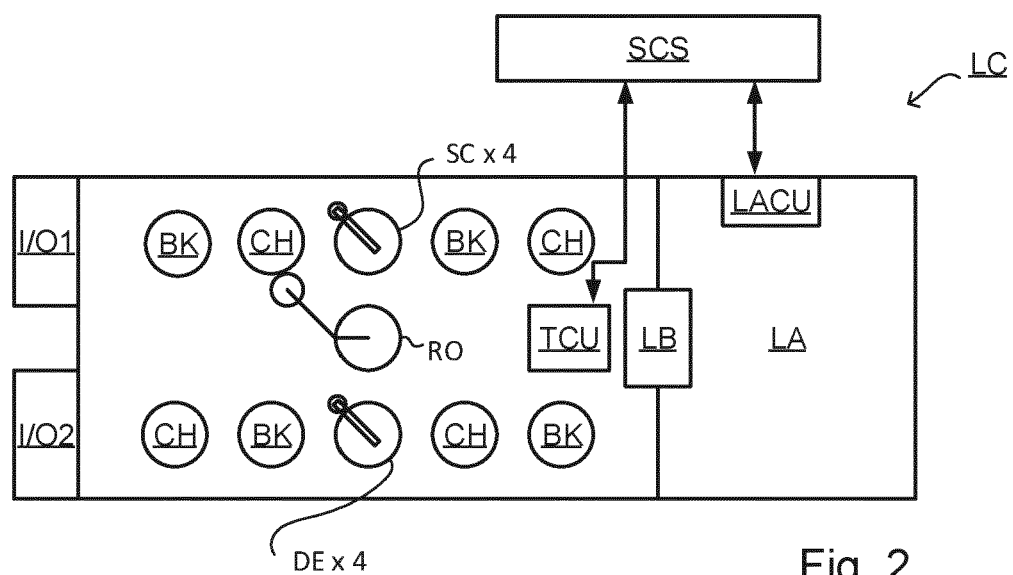 SCS
LC
SC x 4
LACU
I/O1
BK
CH
BK
CH
TCU
LB
LA
RO
I/O2
CH
BK
CH
BK
DE x 4
Fig. 2